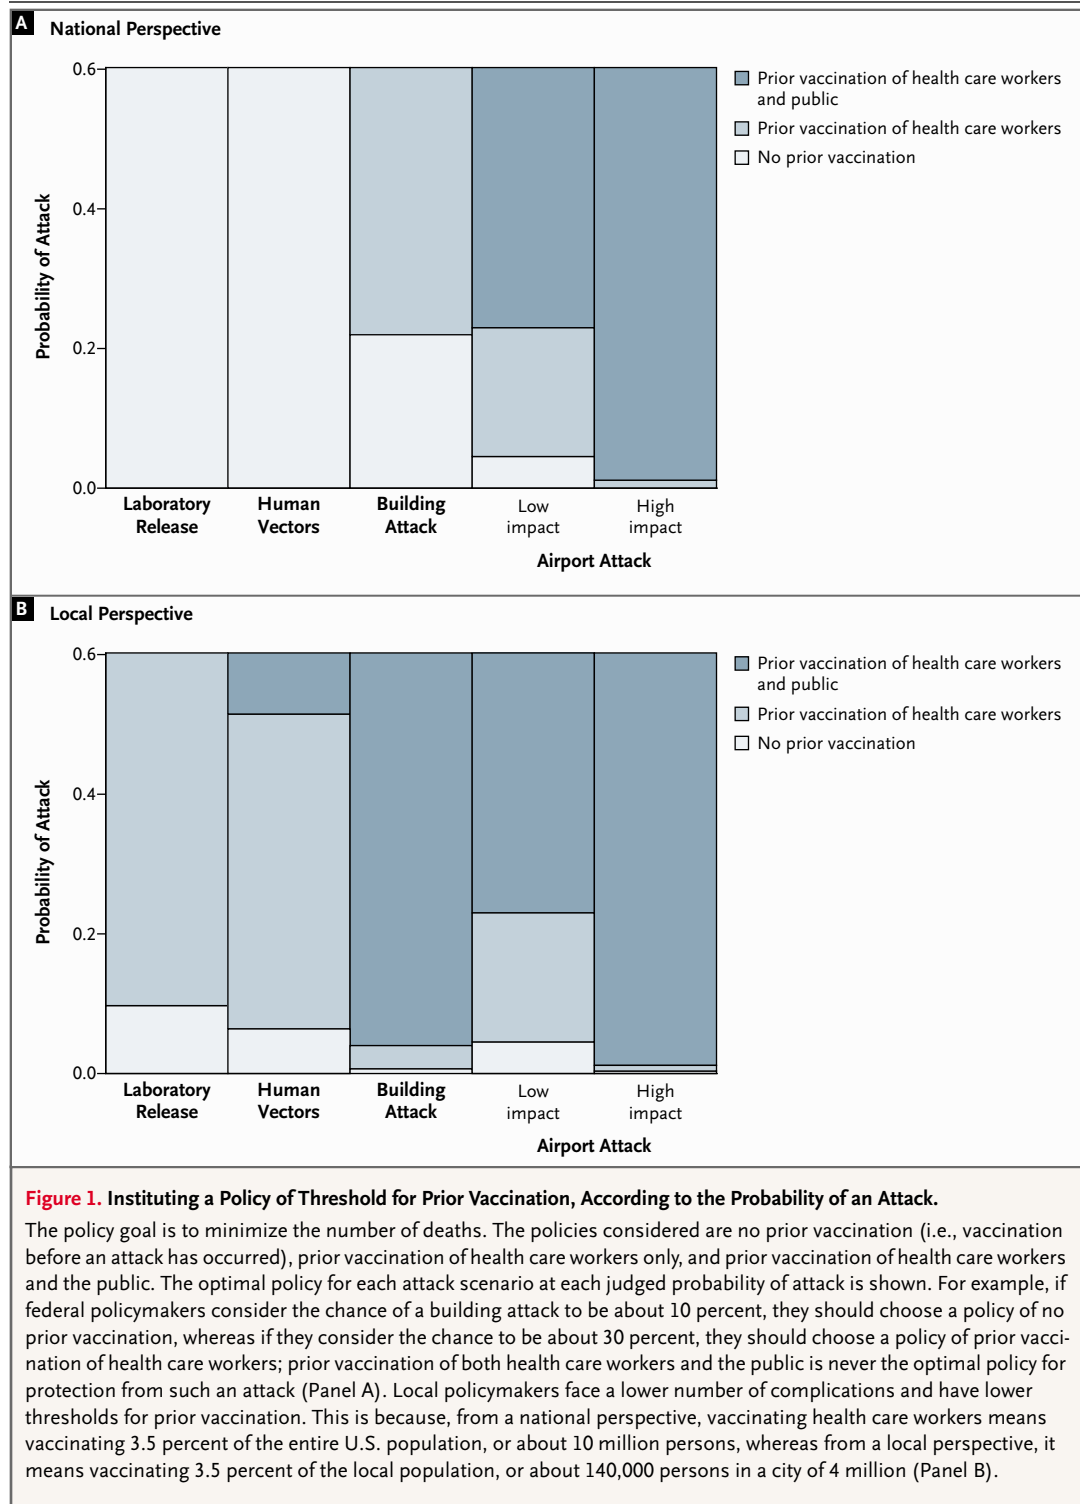 A National Perspective
0.6
0.4
0.2
0.0
Probability of Attack
Prior vaccination of health care workers
and public
Prior vaccination of health care workers
No prior vaccination
Laboratory
Release
Human
Vectors
Building
Attack
Low
impact
High
impact
Airport Attack
B Local Perspective
0.6
0.4
0.2
0.0
Probability of Attack
Prior vaccination of health care workers
and public
Prior vaccination of health care workers
No prior vaccination
Laboratory
Release
Human
Vectors
Building
Attack
Low
impact
High
impact
Airport Attack
Figure 1. Instituting a Policy of Threshold for Prior Vaccination, According to the Probability of an Attack.
The policy goal is to minimize the number of deaths. The policies considered are no prior vaccination (i.e., vaccination
before an attack has occurred), prior vaccination of health care workers only, and prior vaccination of health care workers
and the public. The optimal policy for each attack scenario at each judged probability of attack is shown. For example, if
federal policymakers consider the chance of a building attack to be about 10 percent, they should choose a policy of no
prior vaccination, whereas if they consider the chance to be about 30 percent, they should choose a policy of prior vacci-
nation of health care workers; prior vaccination of both health care workers and the public is never the optimal policy for
protection from such an attack (Panel A). Local policymakers face a lower number of complications and have lower
thresholds for prior vaccination. This is because, from a national perspective, vaccinating health care workers means
vaccinating 3.5 percent of the entire U.S. population, or about 10 million persons, whereas from a local perspective, it
means vaccinating 3.5 percent of the local population, or about 140,000 persons in a city of 4 million (Panel B).